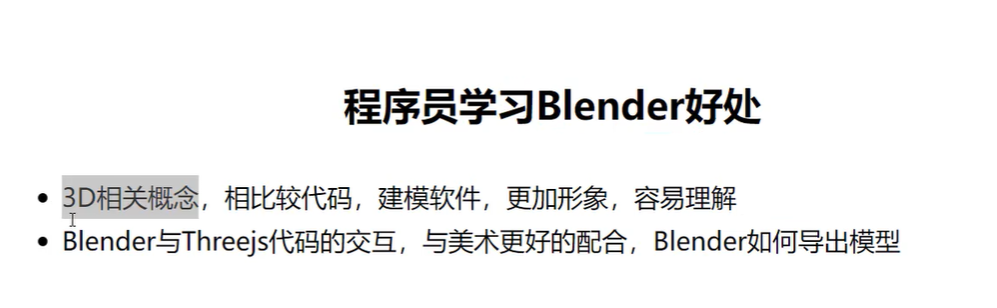 程序员学习Blender好处
3D相关概念，相比较代码，建模软件，更加形象，容易理解
Blender与Threejs代码的交互，与美术更好的配合，Blender如何导出模型